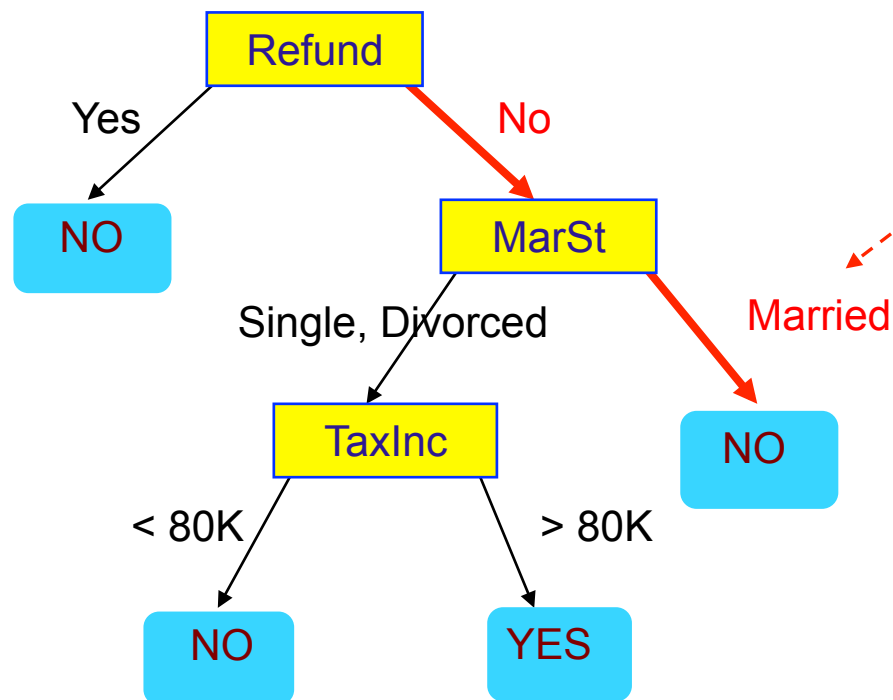 Refund
Yes
No
NO
MarSt
Single, Divorced
Married
TaxInc
NO
< 80K
> 80K
NO
YES